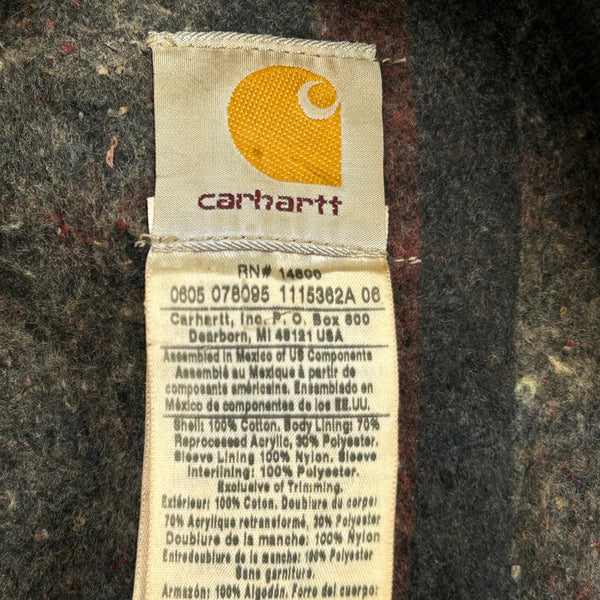 carhartt
RN# 14800
0605 078095 1115362A 06
Carhartt, Inc. P. O. Box 600
Dearborn, MI 48121 USA
Assembled in Mexico of US Components
Assemblé au Mexique à partir de
composants américains. Ensamblado en
México de componentes de los EE.UU.
Shell: 100% Cotton. Body Lining: 70%
Reprocessed Acrylic, 30% Polyester.
Sleeve Lining 100% Nylon. Sleeve
Interlining: 100% Polyester.
Exclusive of Trimming.
Extérieur: 100% Coton. Doublure du corps:
70% Acrylique retransformé, 30% Polyester
Doublure de la manche: 100% Nylon
Entredoublure de la manche: 100% Polyester
Sans garniture.
Armazón: 100% Algodón. Forro del cuerpo: